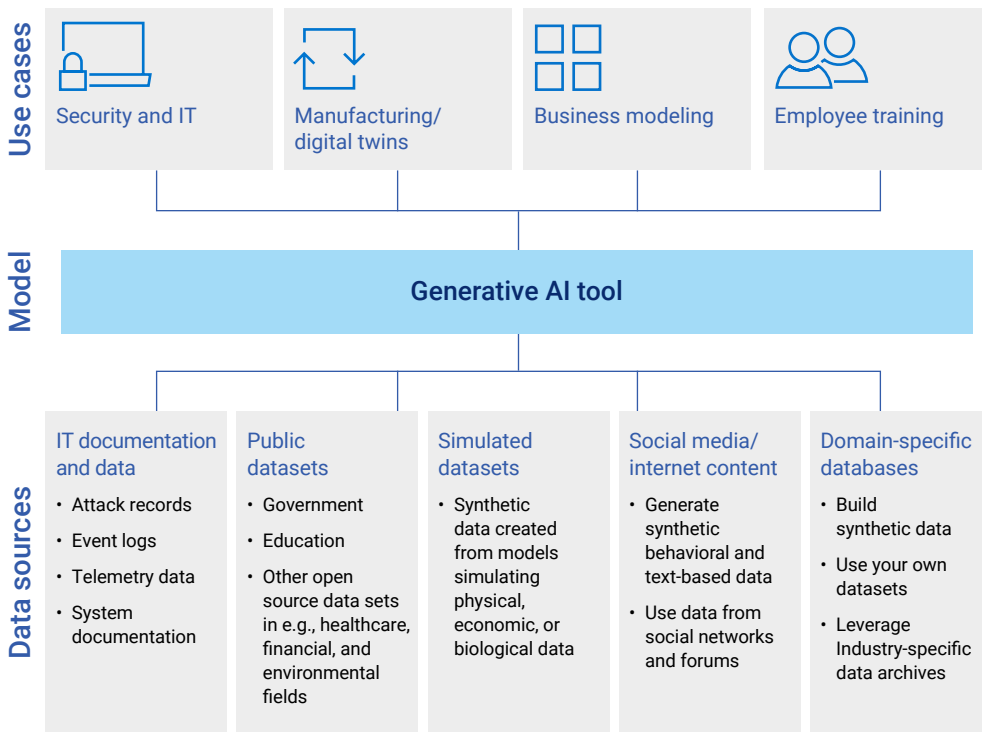 Use cases
Security and IT
Manufacturing/
digital twins
Business modeling
Employee training
Model
Generative AI tool
Data sources
IT documentation
and data
• Attack records
• Event logs
• Telemetry data
• System
documentation
Public
datasets
• Government
• Education
• Other open
source data sets
in e.g., healthcare,
financial, and
environmental
fields
Simulated
datasets
• Synthetic
data created
from models
simulating
physical,
economic, or
biological data
Social media/
internet content
• Generate
synthetic
behavioral and
text-based data
• Use data from
social networks
and forums
Domain-specific
databases
• Build
synthetic data
• Use your own
datasets
• Leverage
Industry-specific
data archives